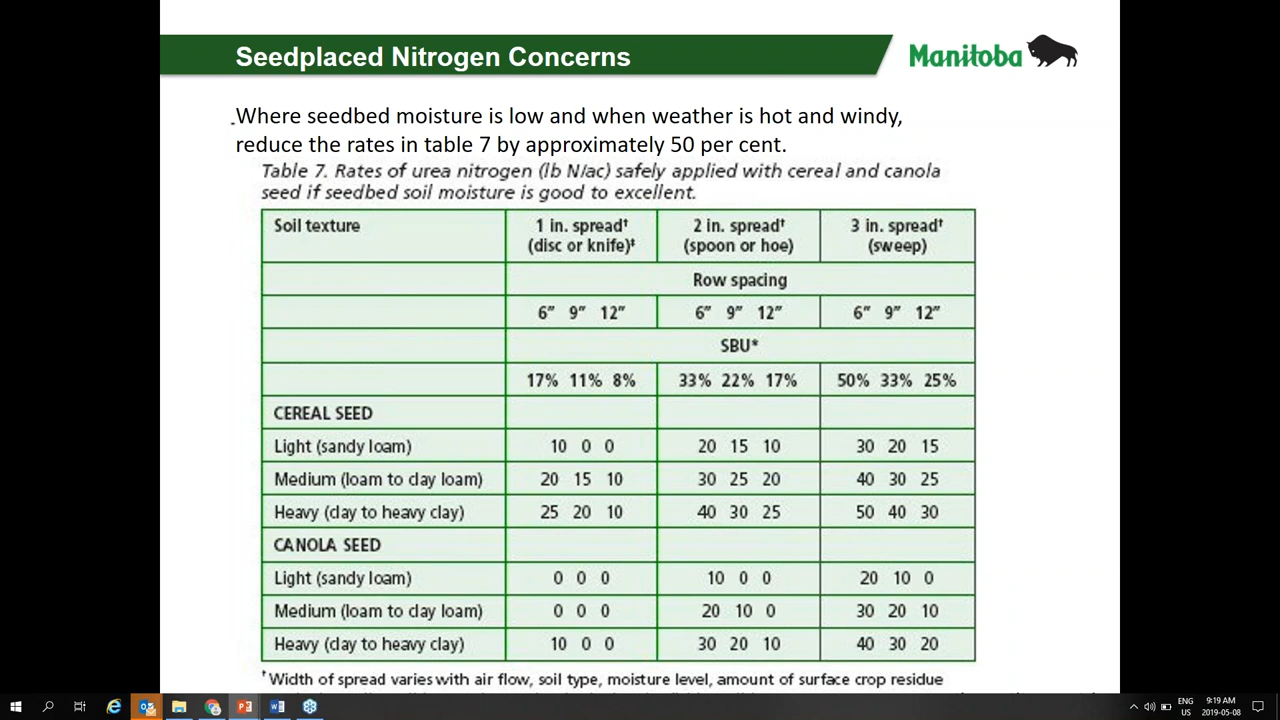 Seedplaced Nitrogen Concerns
Manitoba
Where seedbed moisture is low and when weather is hot and windy,
reduce the rates in table 7 by approximately 50 per cent.
Table 7. Rates of urea nitrogen (lb N/ac) safely applied with cereal and canola
seed if seedbed soil moisture is good to excellent.
Soil texture 1 in. spread† 2 in. spread† 3 in. spread†
(disc or knife)‡ (spoon or hoe) (sweep)
Row spacing
6” 9” 12” 6” 9” 12” 6” 9” 12”
SBU*
17% 11% 8% 33% 22% 17% 50% 33% 25%
CEREAL SEED
Light (sandy loam) 10 0 0 20 15 10 30 20 15
Medium (loam to clay loam) 20 15 10 30 25 20 40 30 25
Heavy (clay to heavy clay) 25 20 10 40 30 25 50 40 30
CANOLA SEED
Light (sandy loam) 0 0 0 10 0 0 20 10 0
Medium (loam to clay loam) 0 0 0 20 10 0 30 20 10
Heavy (clay to heavy clay) 10 0 0 30 20 10 40 30 20
†Width of spread varies with air flow, soil type, moisture level, amount of surface crop residue
ENG 9:19 AM
US 2019-05-08